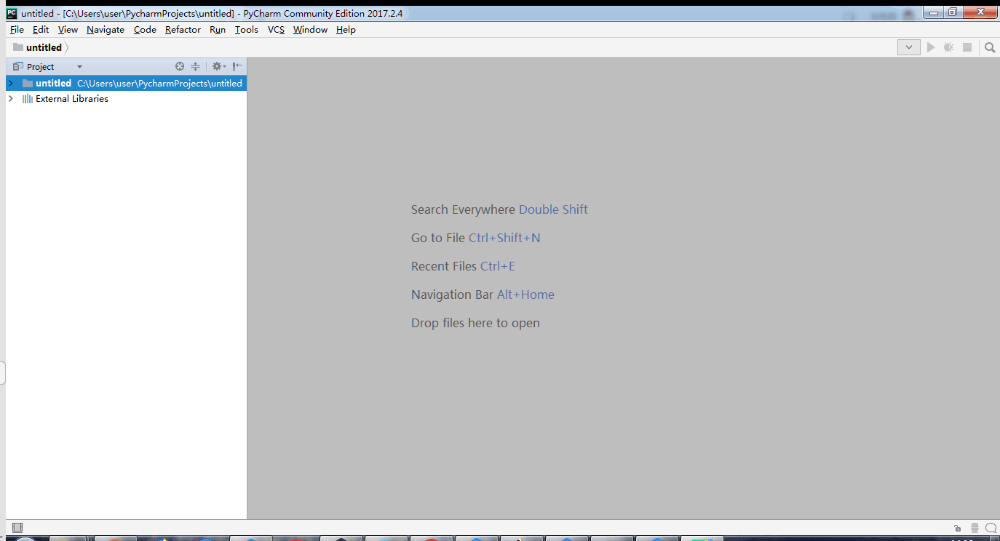 PC untitled - [C:\Users\user\PycharmProjects\untitled] - PyCharm Community Edition 2017.2.4
File Edit View Navigate Code Refactor Run Tools VCS Window Help
untitled
Project
untitled C:\Users\user\PycharmProjects\untitled
External Libraries
Search Everywhere Double Shift
Go to File Ctrl+Shift+N
Recent Files Ctrl+E
Navigation Bar Alt+Home
Drop files here to open